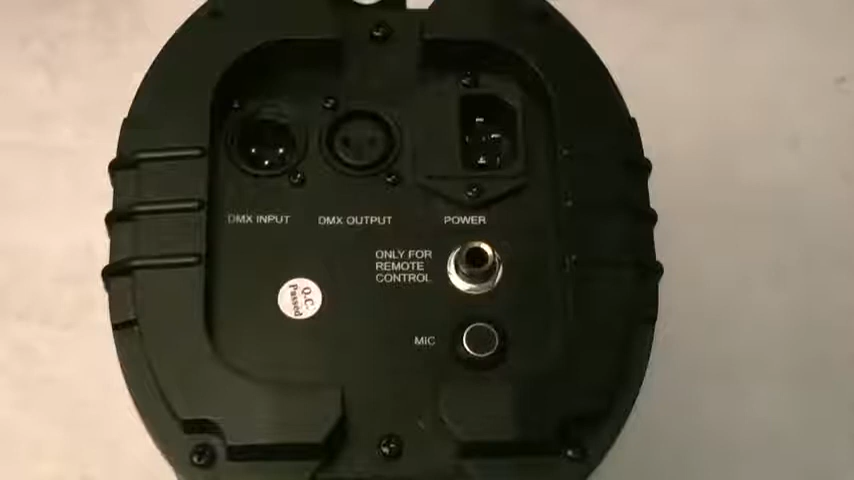 DMX INPUT
DMX OUTPUT
POWER
ONLY FOR
REMOTE
CONTROL
Q.C.
Passed
MIC